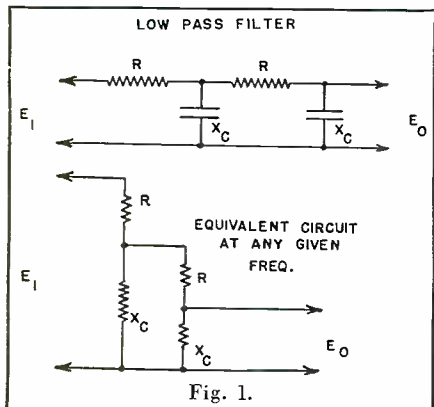 LOW PASS FILTER
R
R
E1
XC
XC
EO
R
EQUIVALENT CIRCUIT
AT ANY GIVEN
FREQ.
R
E1
XC
XC
EO
Fig. 1.